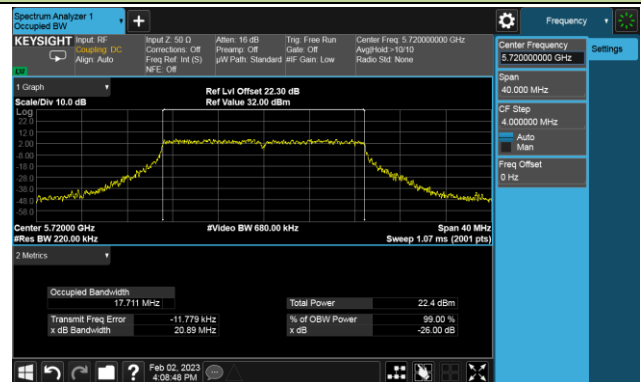 Spectrum Analyzer 1
Occupied BW
Frequency
KEYSIGHT
Input: RF
Coupling: DC
Align: Auto
Input Z: 50 Ω
Corrections: Off
Freq Ref: Int (S)
NFE: Off
Atten: 16 dB
Preamp: Off
µW Path: Standard
Trig: Free Run
Gate: Off
#IF Gain: Low
Center Freq: 5.720000000 GHz
Avg|Hold:>10/10
Radio Std: None
LW
Center Frequency
5.720000000 GHz
Settings
Span
40.000 MHz
CF Step
4.000000 MHz
Auto
Man
Freq Offset
0 Hz
1 Graph
Scale/Div 10.0 dB
Ref Lvl Offset 22.30 dB
Ref Value 32.00 dBm
Log
22.0
12.0
2.00
-8.00
-18.0
-28.0
-38.0
-48.0
-58.0
Center 5.72000 GHz
#Video BW 680.00 kHz
Span 40 MHz
#Res BW 220.00 kHz
Sweep 1.07 ms (2001 pts)
2 Metrics
Occupied Bandwidth
17.711 MHz
Total Power 22.4 dBm
Transmit Freq Error -11.779 kHz
% of OBW Power 99.00 %
x dB Bandwidth 20.89 MHz
x dB -26.00 dB
?
Feb 02, 2023
4:08:48 PM